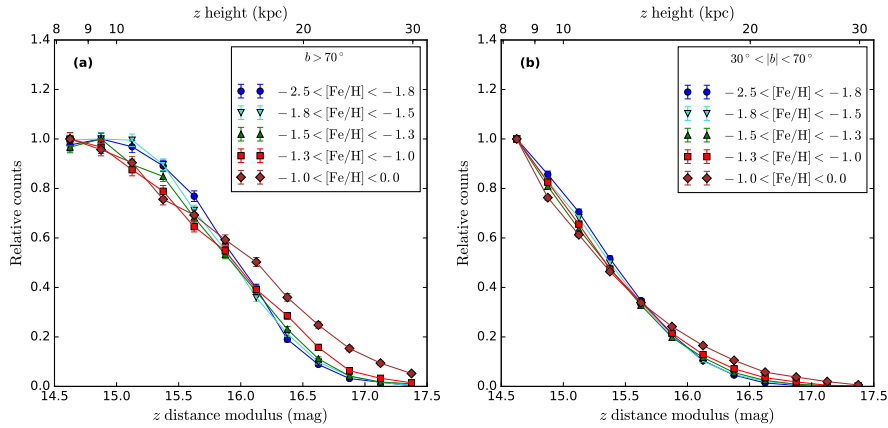 z height (kpc)
8 9 10 20 30
1.4
1.2
1.0
0.8
0.6
0.4
0.2
0.0
Relative counts
(a)
b > 70°
−2.5 < [Fe/H] < −1.8
−1.8 < [Fe/H] < −1.5
−1.5 < [Fe/H] < −1.3
−1.3 < [Fe/H] < −1.0
−1.0 < [Fe/H] < 0.0
14.5 15.0 15.5 16.0 16.5 17.0 17.5
z distance modulus (mag)
z height (kpc)
8 9 10 20 30
1.4
1.2
1.0
0.8
0.6
0.4
0.2
0.0
Relative counts
(b)
30° < |b| < 70°
−2.5 < [Fe/H] < −1.8
−1.8 < [Fe/H] < −1.5
−1.5 < [Fe/H] < −1.3
−1.3 < [Fe/H] < −1.0
−1.0 < [Fe/H] < 0.0
14.5 15.0 15.5 16.0 16.5 17.0 17.5
z distance modulus (mag)